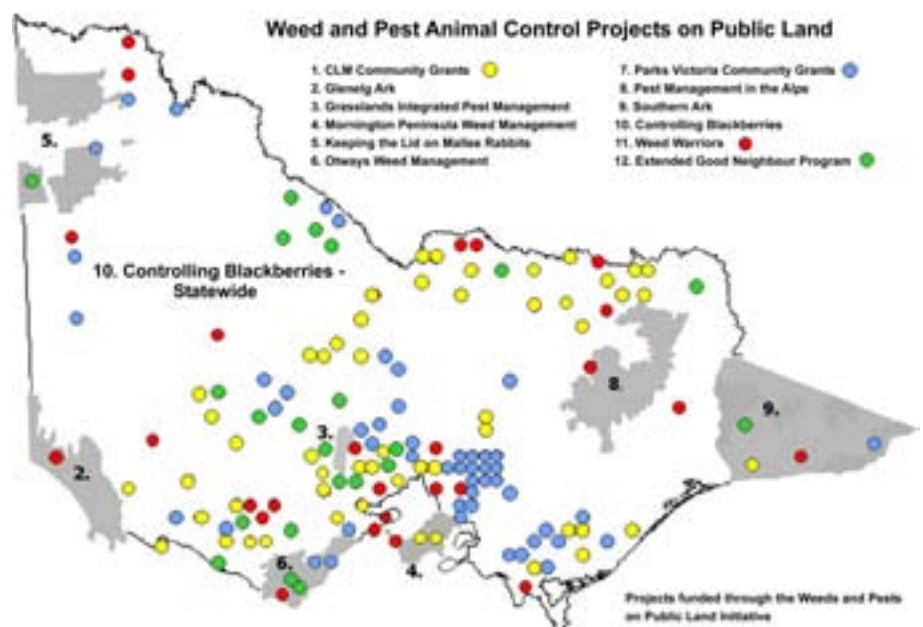 Weed and Pest Animal Control Projects on Public Land
1. CLM Community Grants
2. Glenelg Ark
3. Grasslands Integrated Pest Management
4. Mornington Peninsula Weed Management
5. Keeping the Lid on Mallee Rabbits
6. Otways Weed Management
7. Parks Victoria Community Grants
8. Pest Management in the Alps
9. Southern Ark
10. Controlling Blackberries
11. Weed Warriors
12. Extended Good Neighbour Program
5.
10. Controlling Blackberries -
Statewide
8.
9.
3.
2.
6.
4.
Projects funded through the Weeds and Pests
on Public Land Initiative